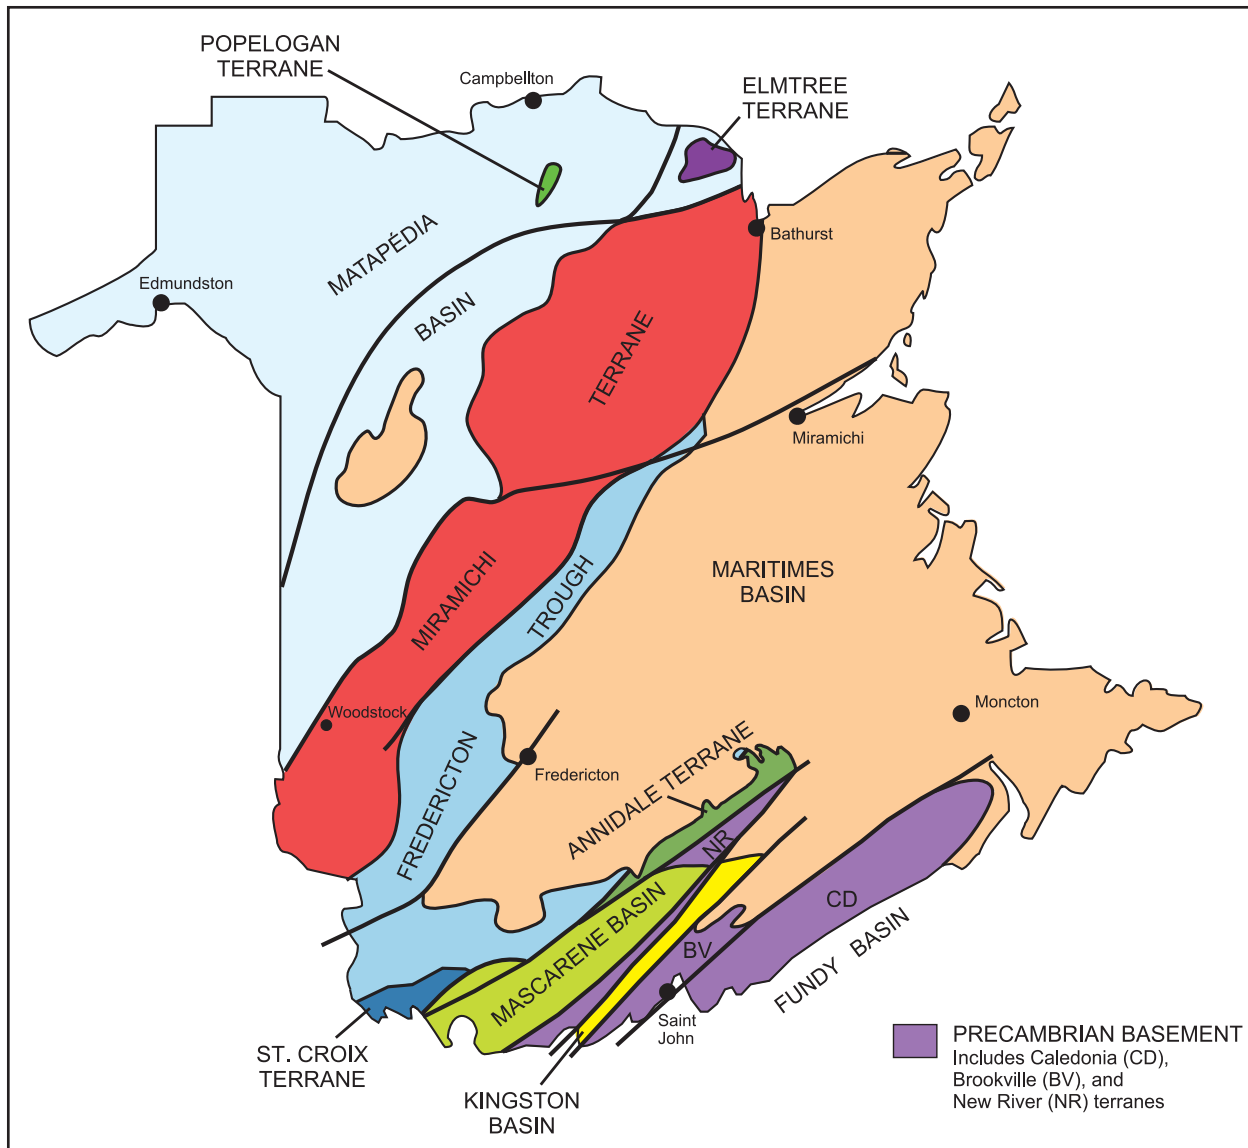 POPELOGAN
TERRANE
Campbellton
ELMTREE
TERRANE
MATAPÉDIA
BASIN
Bathurst
Edmundston
TERRANE
Miramichi
MIRAMICHI
TROUGH
MARITIMES
BASIN
Woodstock
Moncton
FREDERICTON
Fredericton
ANNIDALE TERRANE
NR
MASCARENE BASIN
CD
BV
FUNDY BASIN
Saint
John
ST. CROIX
TERRANE
KINGSTON
BASIN
PRECAMBRIAN BASEMENT
Includes Caledonia (CD),
Brookville (BV), and
New River (NR) terranes